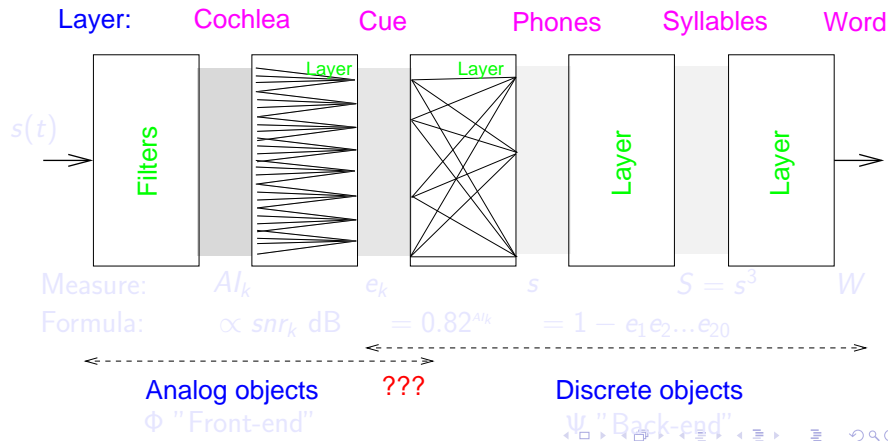 Layer: Cochlea Cue Phones Syllables Word
Layer Layer
s(t)
Filters
Layer
Layer
Measure: AI_k e_k s S = s^3 W
Formula: ∝ snr_k dB = 0.82^{AI_k} = 1 − e_1e_2...e_20
Analog objects ??? Discrete objects
Φ "Front-end" Ψ "Back-end"